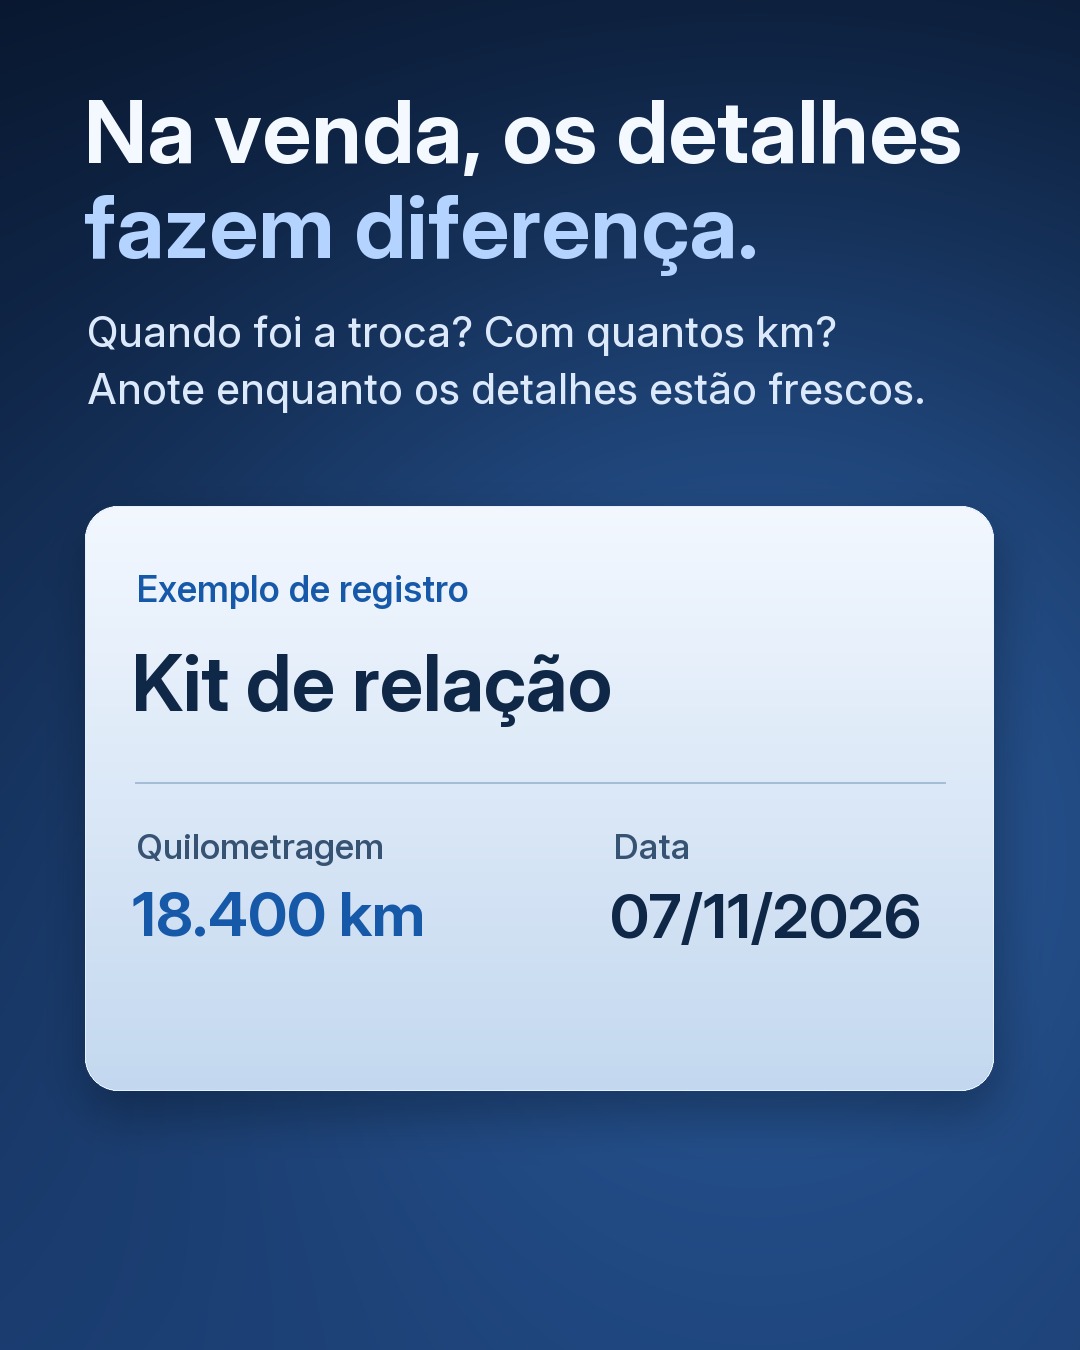 Na venda, os detalhes
fazem diferença.
Quando foi a troca? Com quantos km?
Anote enquanto os detalhes estão frescos.
Exemplo de registro
Kit de relação
Quilometragem
18.400 km
Data
07/11/2026